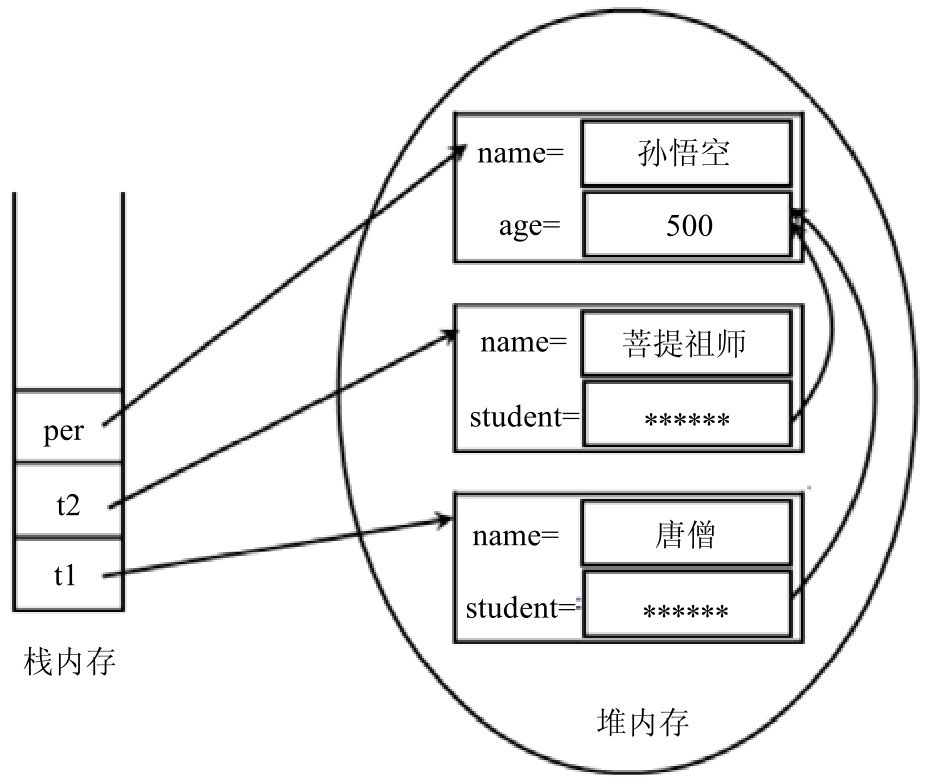 name=
孙悟空
age=
500
name=
菩提祖师
student=
******
name=
唐僧
student=
******
per
t2
t1
栈内存
堆内存